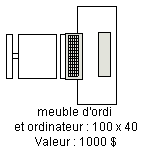 meuble d'ordi
et ordinateur : 100 x 40
Valeur : 1000 $